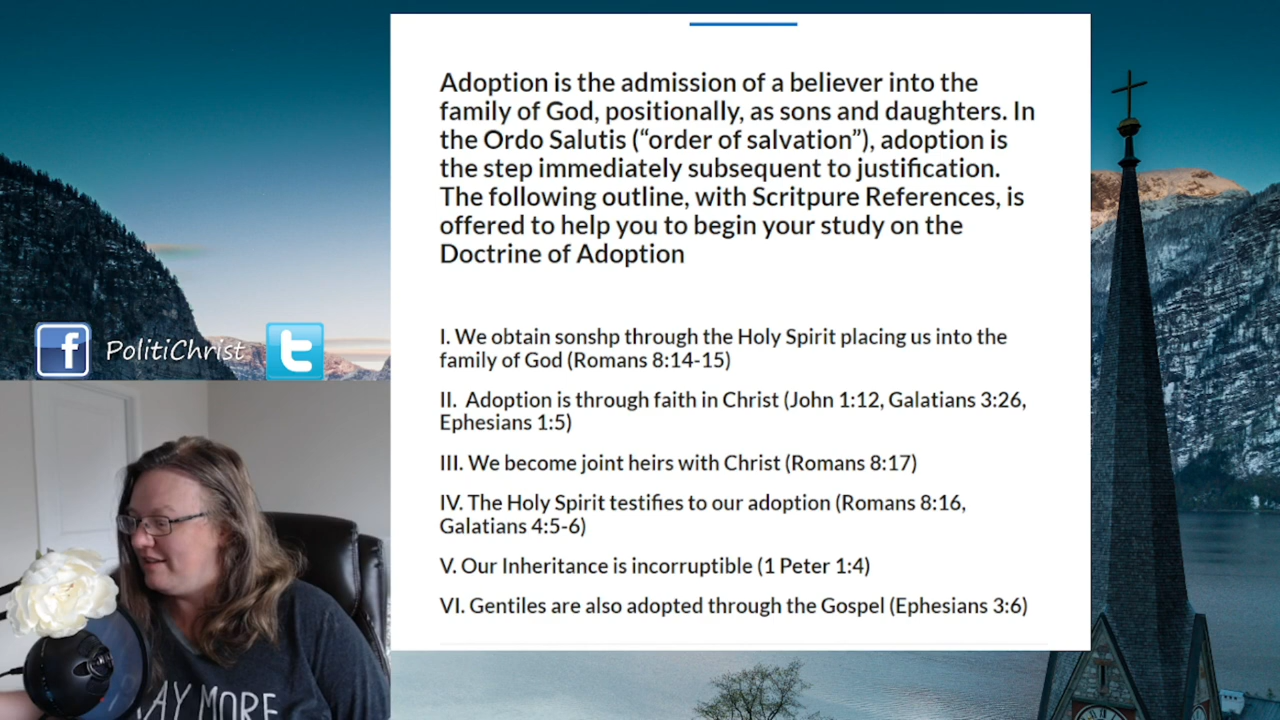 Adoption is the admission of a believer into the
family of God, positionally, as sons and daughters. In
the Ordo Salutis (“order of salvation”), adoption is
the step immediately subsequent to justification.
The following outline, with Scritpure References, is
offered to help you to begin your study on the
Doctrine of Adoption
I. We obtain sonshp through the Holy Spirit placing us into the
family of God (Romans 8:14-15)
II.  Adoption is through faith in Christ (John 1:12, Galatians 3:26,
Ephesians 1:5)
III. We become joint heirs with Christ (Romans 8:17)
IV. The Holy Spirit testifies to our adoption (Romans 8:16,
Galatians 4:5-6)
V. Our Inheritance is incorruptible (1 Peter 1:4)
VI. Gentiles are also adopted through the Gospel (Ephesians 3:6)
f PolitiChrist t
MORE